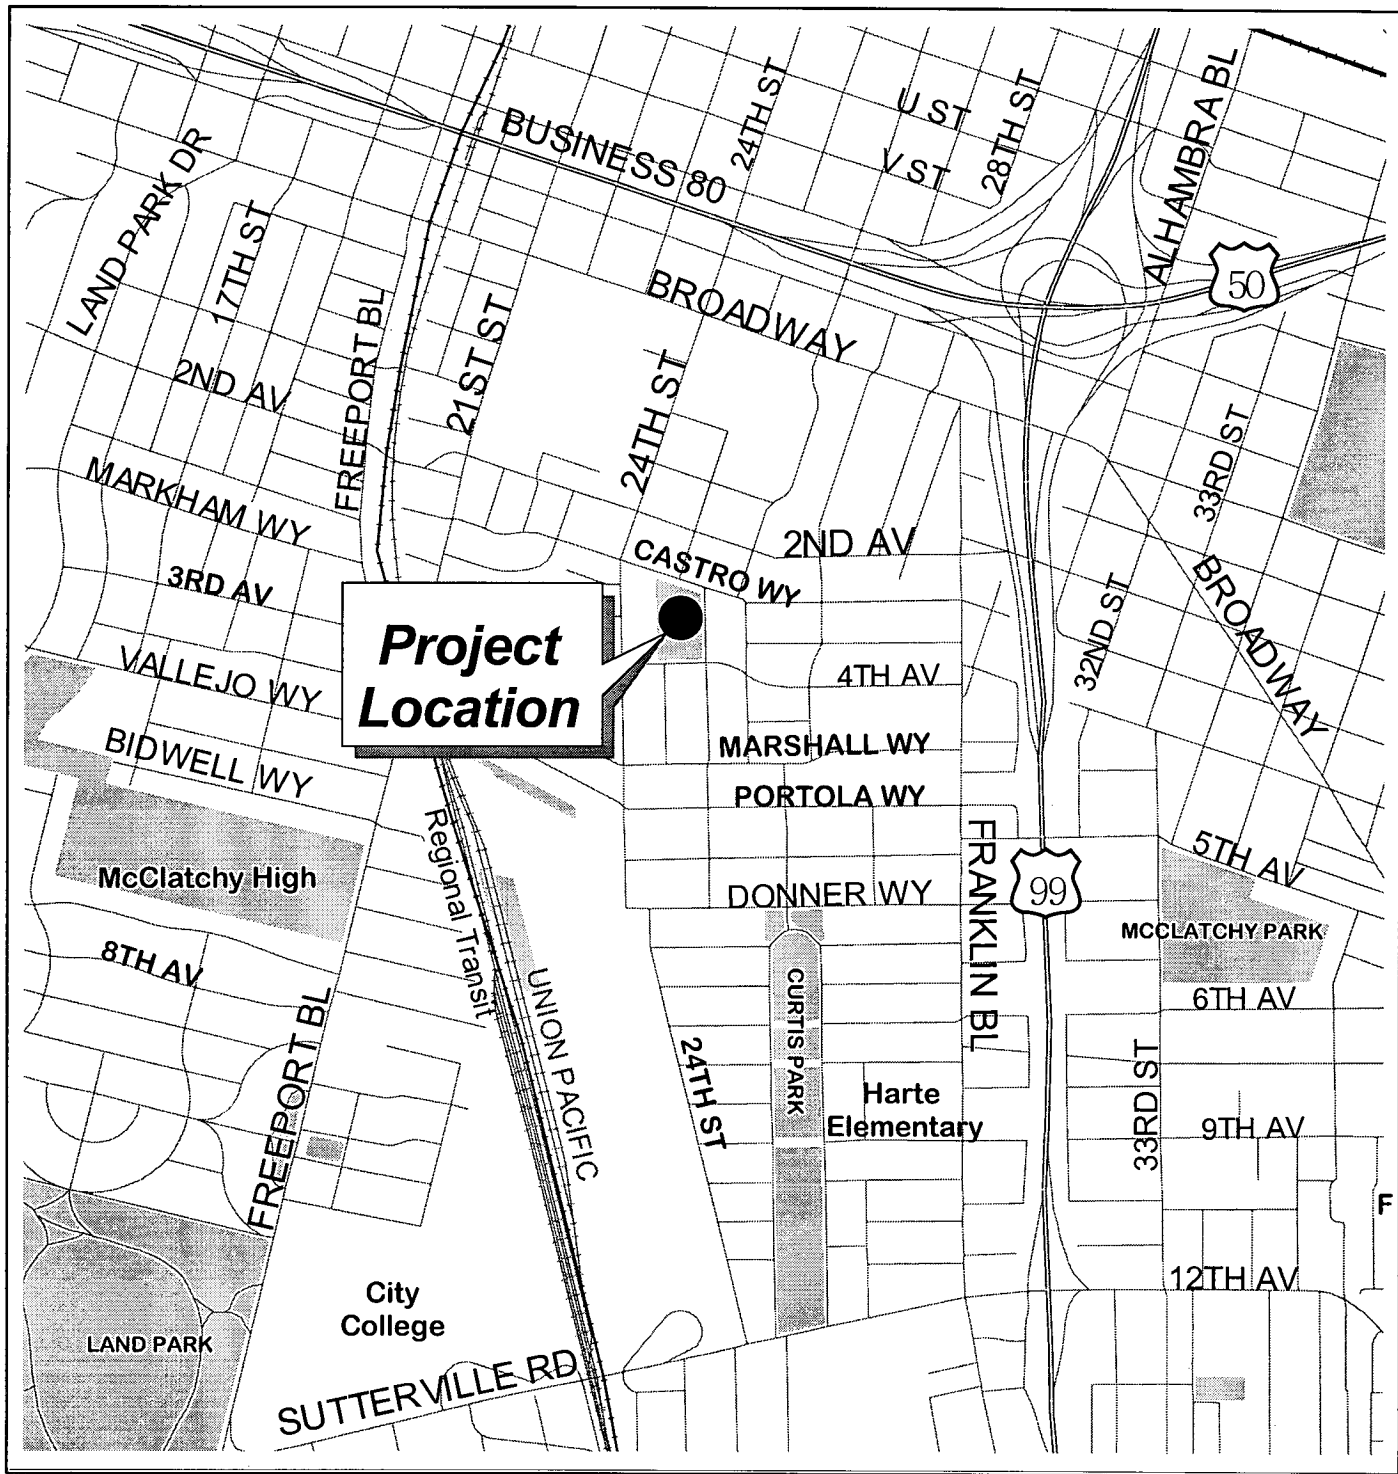 BUSINESS 80
24TH ST
U ST
V ST
28TH ST
ALHAMBRA BL
50
LAND PARK DR
17TH ST
FREEPORT BL
21ST ST
BROADWAY
24TH ST
2ND AV
33RD ST
MARKHAM WY
2ND AV
CASTRO WY
3RD AV
32ND ST
BROADWAY
Project
Location
VALLEJO WY
4TH AV
BIDWELL WY
MARSHALL WY
PORTOLA WY
Regional Transit
FRANKLIN BL
5TH AV
McClatchy High
DONNER WY
99
MCCLATCHY PARK
8TH AV
UNION PACIFIC
CURTIS PARK
6TH AV
FREEPORT BL
24TH ST
33RD ST
Harte
Elementary
9TH AV
F
12TH AV
City
College
LAND PARK
SUTTERVILLE RD